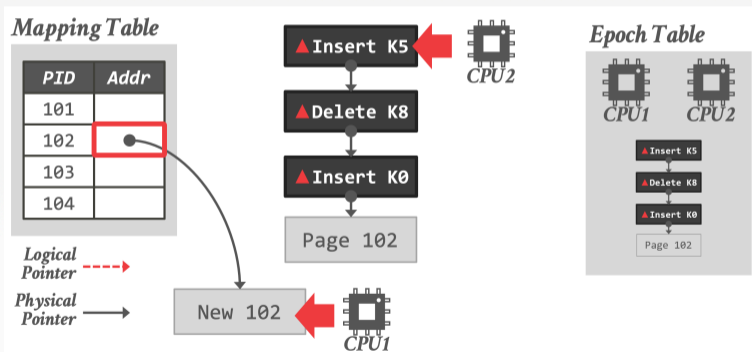 Mapping Table
PID Addr
101
102
103
104
Logical
Pointer
Physical
Pointer
▲Insert K5
CPU2
▲Delete K8
▲Insert K0
Page 102
New 102
CPU1
Epoch Table
CPU1 CPU2
▲Insert K5
▲Delete K8
▲Insert K0
Page 102